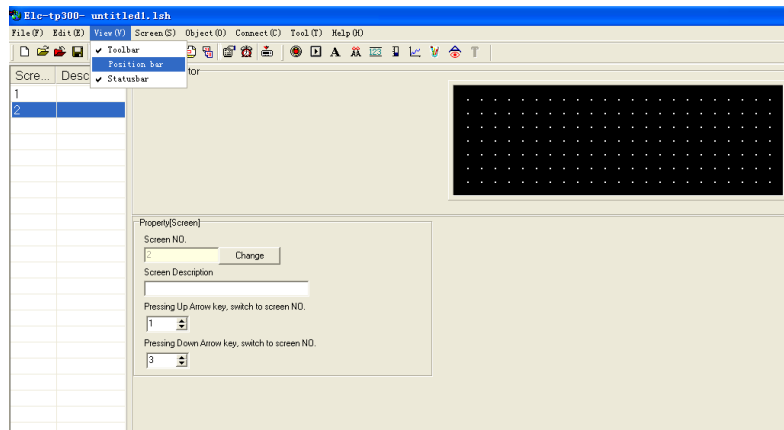 Elc-tp300- untitled1.lsh
File(F) Edit(E) View(V) Screen(S) Object(O) Connect(C) Tool(T) Help(H)
Toolbar
Position bar
Statusbar
Scre... Desc
tor
1
2
Property[Screen]
Screen NO.
2 Change
Screen Description
Pressing Up Arrow key, switch to screen NO.
1
Pressing Down Arrow key, switch to screen NO.
3